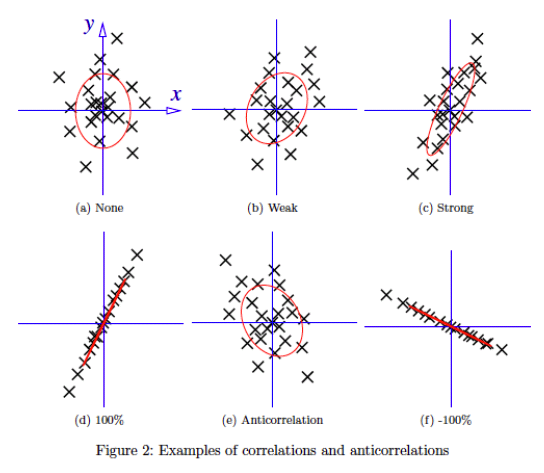 y
x
(a) None
(b) Weak
(c) Strong
(d) 100%
(e) Anticorrelation
(f) -100%
Figure 2: Examples of correlations and anticorrelations